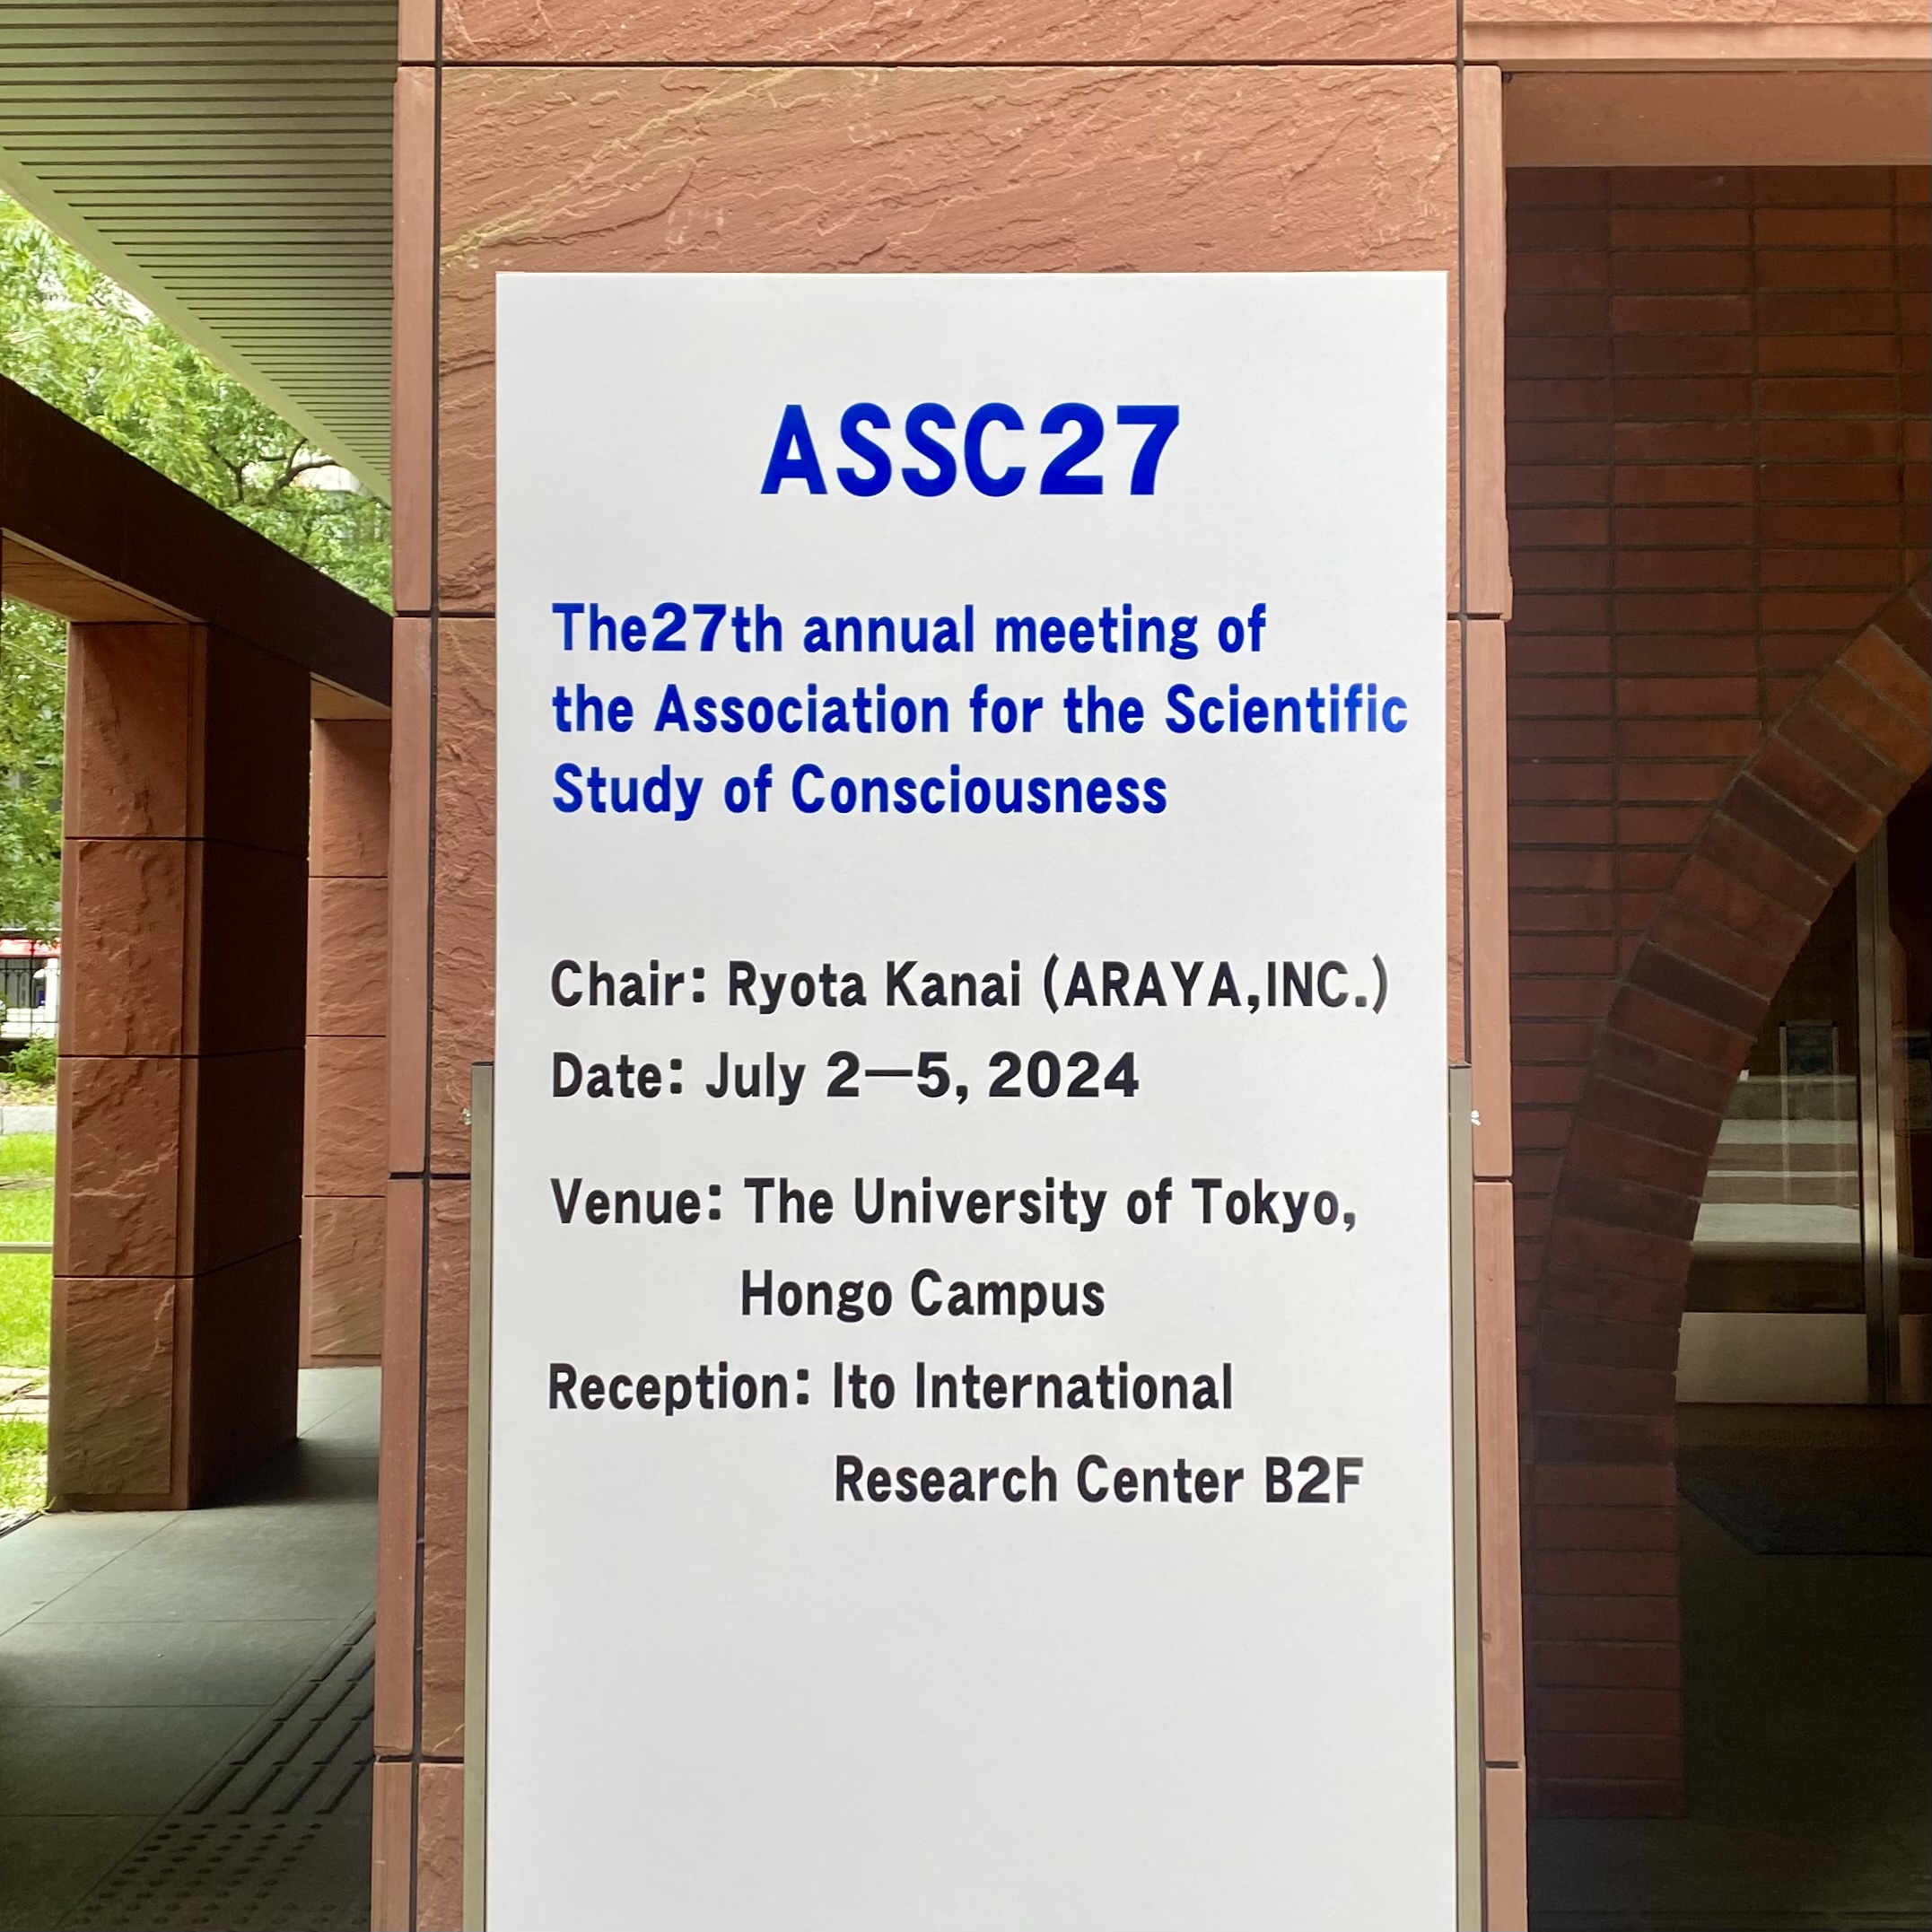 ASSC27
The27th annual meeting of
the Association for the Scientific
Study of Consciousness
Chair: Ryota Kanai (ARAYA,INC.)
Date: July 2—5, 2024
Venue: The University of Tokyo,
Hongo Campus
Reception: Ito International
Research Center B2F